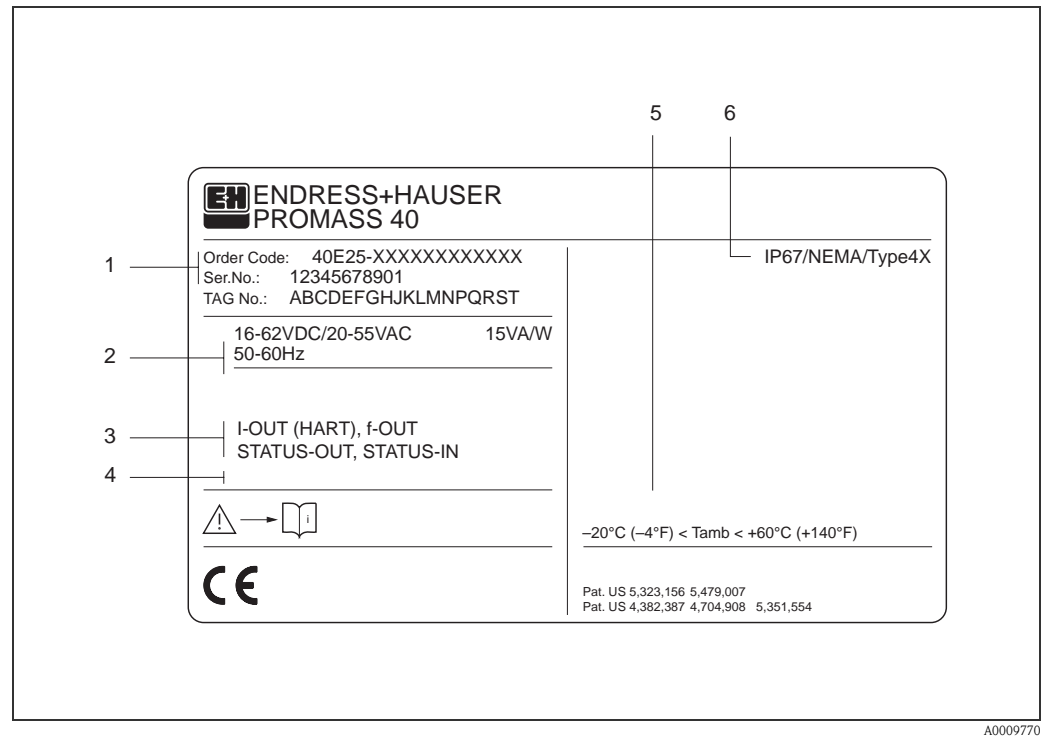 5 6
E+H ENDRESS+HAUSER
PROMASS 40
1
Order Code: 40E25-XXXXXXXXXXXX
Ser.No.: 12345678901
TAG No.: ABCDEFGHJKLMNPQRST
IP67/NEMA/Type4X
2
16-62VDC/20-55VAC 15VA/W
50-60Hz
3
I-OUT (HART), f-OUT
STATUS-OUT, STATUS-IN
4
i
–20°C (–4°F) < Tamb < +60°C (+140°F)
CE
Pat. US 5,323,156 5,479,007
Pat. US 4,382,387 4,704,908 5,351,554
A0009770